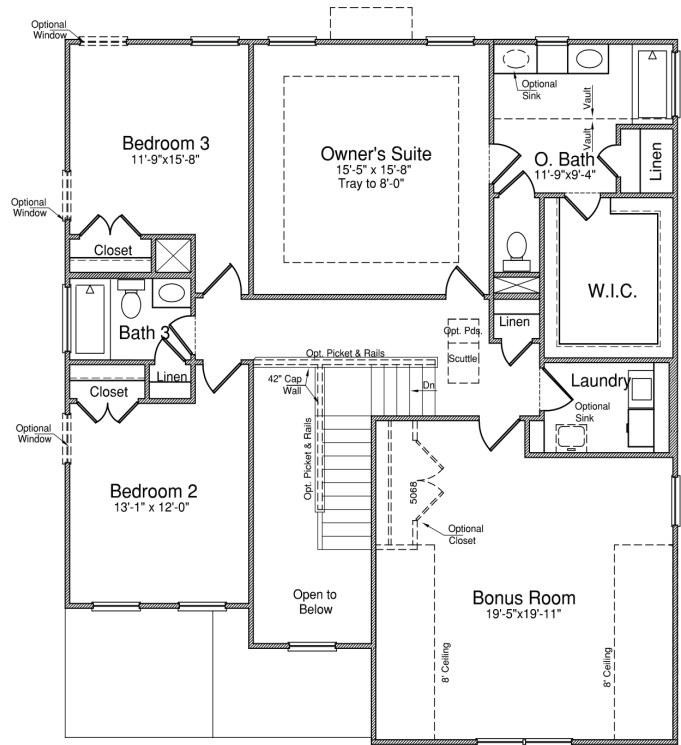 Optional
Window
Optional
Sink
Vault
Vault
Bedroom 3
11'-9"x15'-8"
Owner's Suite
15'-5" x 15'-8"
Tray to 8'-0"
O. Bath
11'-9"x9'-4"
Linen
Optional
Window
Closet
W.I.C.
Bath 3
Linen
Opt. Pds.
Scuttle
Opt. Picket & Rails
42" Cap
Wall
Dn
Linen
Closet
Laundry
Optional
Sink
Optional
Window
Opt. Picket & Rails
5068
Optional
Closet
Bedroom 2
13'-1" x 12'-0"
Open to
Below
Bonus Room
19'-5"x19'-11"
8' Ceiling
8' Ceiling